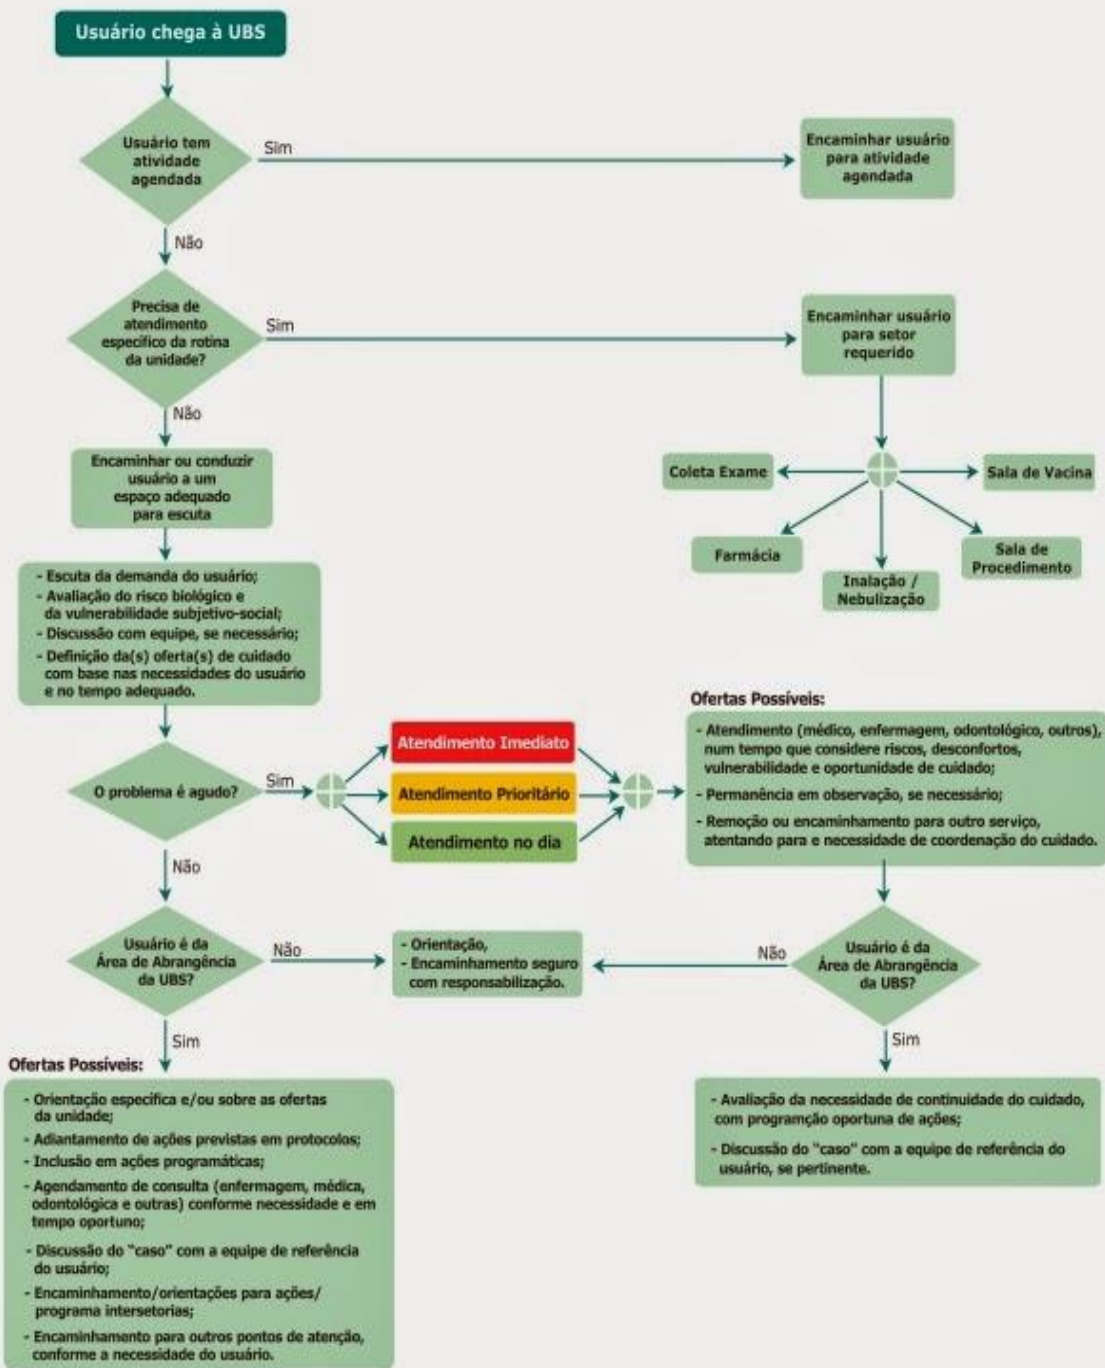 Usuário chega à UBS
Usuário tem
atividade
agendada
Sim
Encaminhar usuário
para atividade
agendada
Não
Precisa de
atendimento
específico da rotina
da unidade?
Sim
Encaminhar usuário
para setor
requerido
Não
Coleta Exame
Sala de Vacina
Farmácia
Sala de
Procedimento
Inalação /
Nebulização
Encaminhar ou conduzir
usuário a um
espaço adequado
para escuta
- Escuta da demanda do usuário;
- Avaliação do risco biológico e
da vulnerabilidade subjetivo-social;
- Discussão com equipe, se necessário;
- Definição da(s) oferta(s) de cuidado
com base nas necessidades do usuário
e no tempo adequado.
O problema é agudo?
Sim
Atendimento Imediato
Atendimento Prioritário
Atendimento no dia
Ofertas Possíveis:
- Atendimento (médico, enfermagem, odontológico, outros),
num tempo que considere riscos, desconfortos,
vulnerabilidade e oportunidade de cuidado;
- Permanência em observação, se necessário;
- Remoção ou encaminhamento para outro serviço,
atentando para e necessidade de coordenação do cuidado.
Não
Usuário é da
Área de Abrangência
da UBS?
Não
- Orientação,
- Encaminhamento seguro
com responsabilização.
Não
Usuário é da
Área de Abrangência
da UBS?
Sim
Sim
Ofertas Possíveis:
- Orientação específica e/ou sobre as ofertas
da unidade;
- Adiantamento de ações previstas em protocolos;
- Inclusão em ações programáticas;
- Agendamento de consulta (enfermagem, médica,
odontológica e outras) conforme necessidade e em
tempo oportuno;
- Discussão do "caso" com a equipe de referência
do usuário;
- Encaminhamento/orientações para ações/
programa intersetorias;
- Encaminhamento para outros pontos de atenção,
conforme a necessidade do usuário.
- Avaliação da necessidade de continuidade do cuidado,
com programção oportuna de ações;
- Discussão do "caso" com a equipe de referência do
usuário, se pertinente.